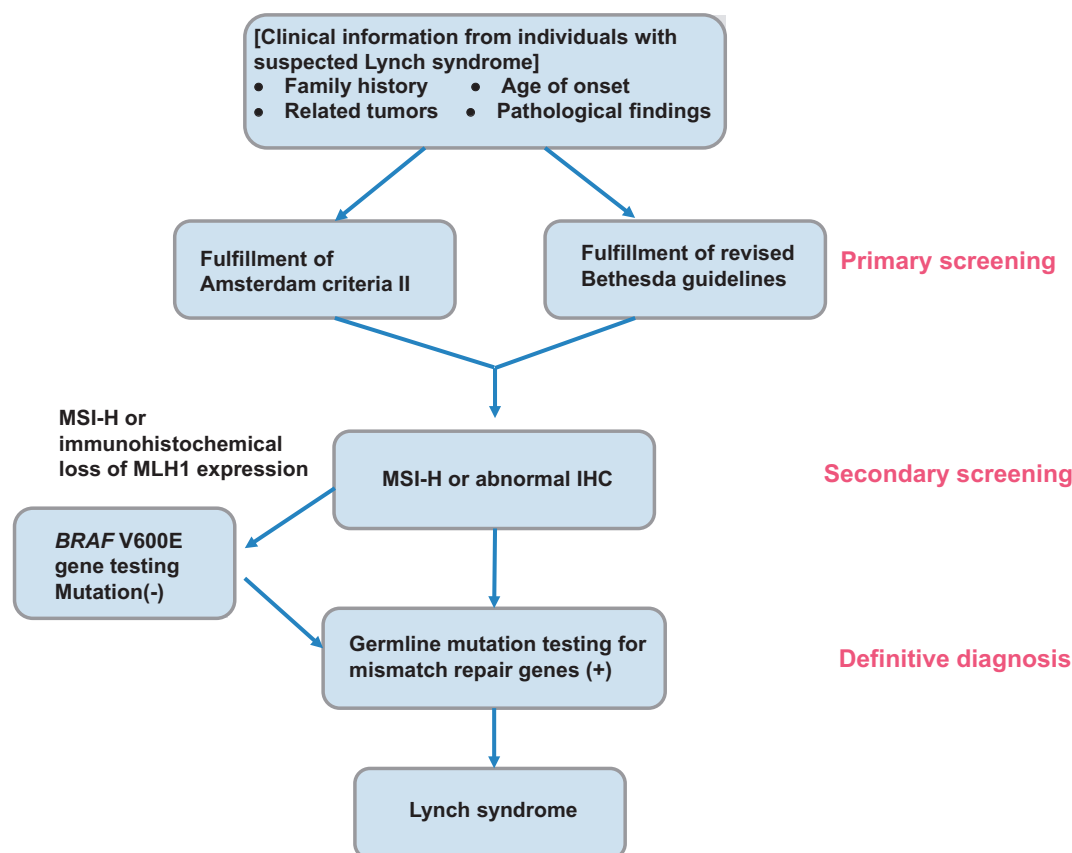 [Clinical information from individuals with
suspected Lynch syndrome]
• Family history • Age of onset
• Related tumors • Pathological findings
Fulfillment of
Amsterdam criteria II
Fulfillment of revised
Bethesda guidelines
Primary screening
MSI-H or
immunohistochemical
loss of MLH1 expression
MSI-H or abnormal IHC
Secondary screening
BRAF V600E
gene testing
Mutation(-)
Germline mutation testing for
mismatch repair genes (+)
Definitive diagnosis
Lynch syndrome